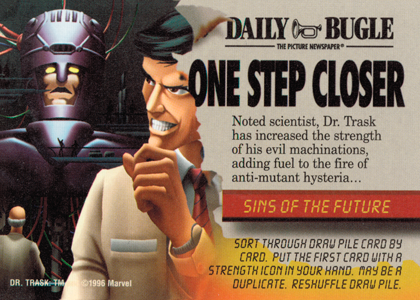 DAILY BUGLE
THE PICTURE NEWSPAPER®
ONE STEP CLOSER
Noted scientist, Dr. Trask
has increased the strength
of his evil machinations,
adding fuel to the fire of
anti-mutant hysteria...
SINS OF THE FUTURE
SORT THROUGH DRAW PILE CARD BY
CARD. PUT THE FIRST CARD WITH A
STRENGTH ICON IN YOUR HAND. MAY BE A
DUPLICATE. RESHUFFLE DRAW PILE.
DR. TRASK: TM ©1996 Marvel